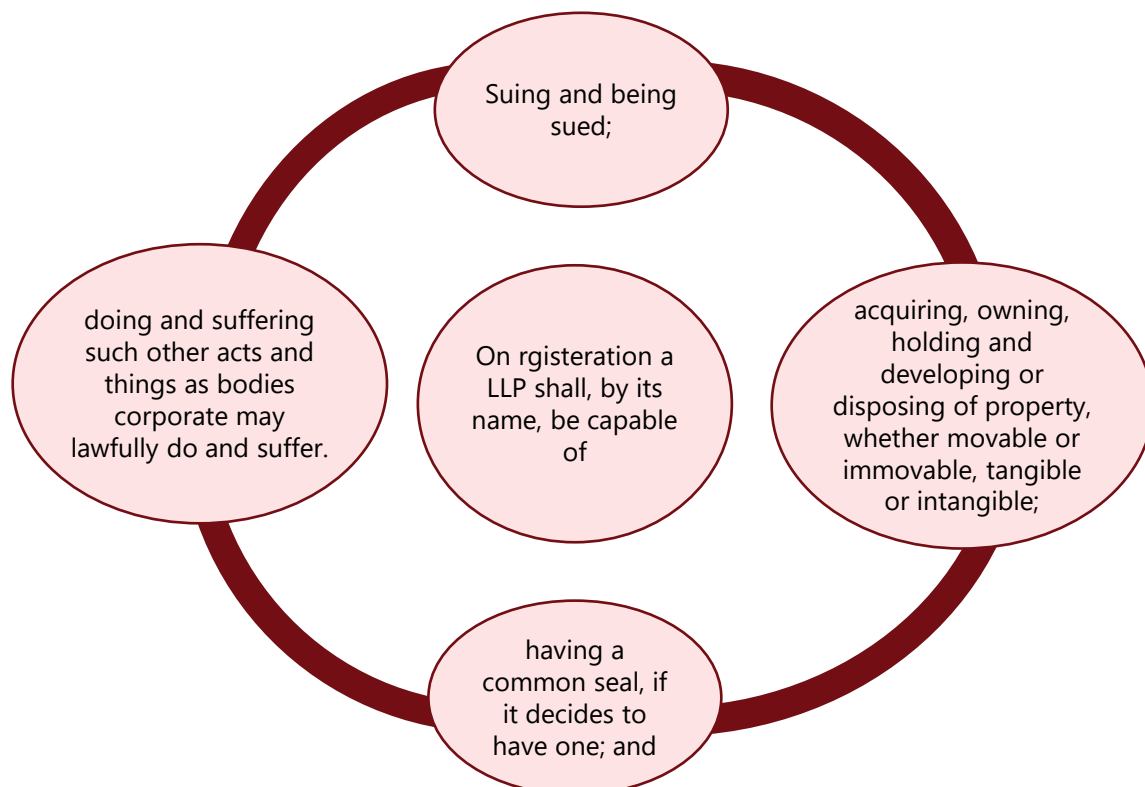 Suing and being
sued;
acquiring, owning,
holding and
developing or
disposing of property,
whether movable or
immovable, tangible
or intangible;
having a
common seal, if
it decides to
have one; and
doing and suffering
such other acts and
things as bodies
corporate may
lawfully do and suffer.
On rgisteration a
LLP shall, by its
name, be capable
of